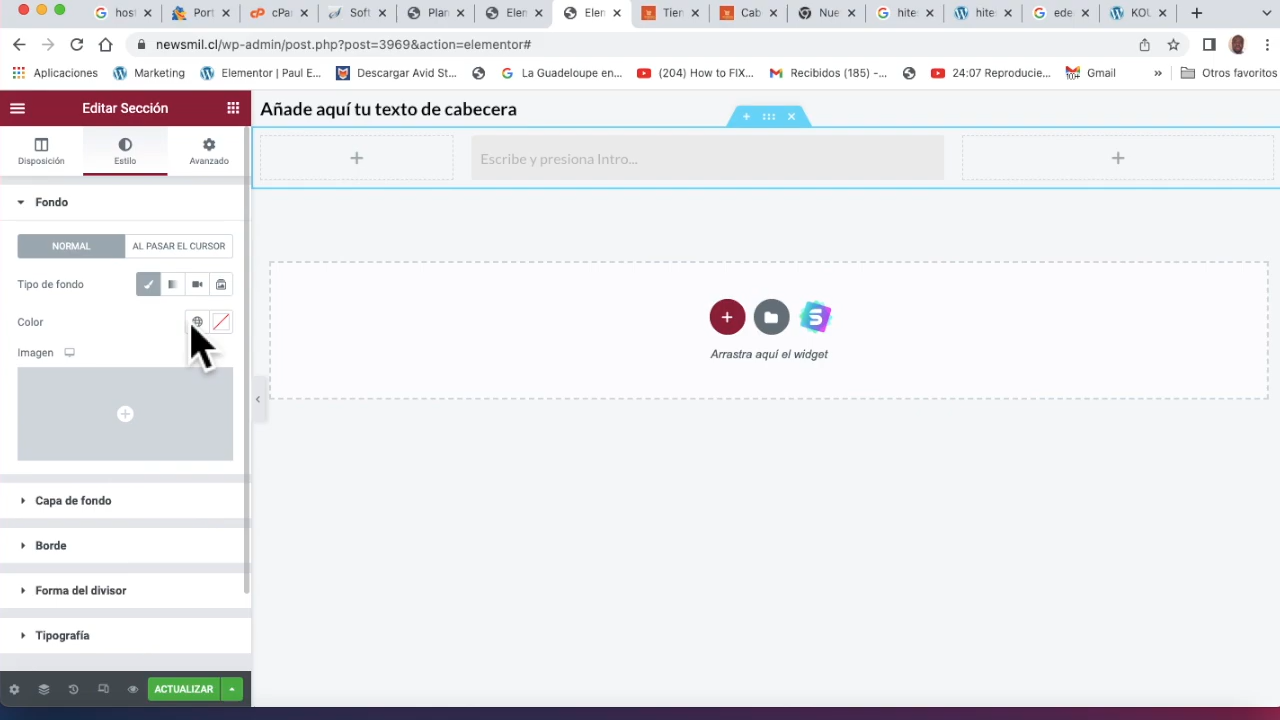 host
Port
cPa
Soft
Plan
Elen
Elen
Tien
Cab
Nue
hite
hite
ede
KOU
newsmil.cl/wp-admin/post.php?post=3969&action=elementor#
Aplicaciones
Marketing
Elementor | Paul E...
Descargar Avid St...
La Guadeloupe en...
(204) How to FIX...
Recibidos (185) -...
24:07 Reproducie...
Gmail
»
Otros favoritos
Editar Sección
Disposición
Estilo
Avanzado
Fondo
NORMAL
AL PASAR EL CURSOR
Tipo de fondo
Color
Imagen
Capa de fondo
Borde
Forma del divisor
Tipografía
ACTUALIZAR
Añade aquí tu texto de cabecera
Escribe y presiona Intro...
Arrastra aquí el widget